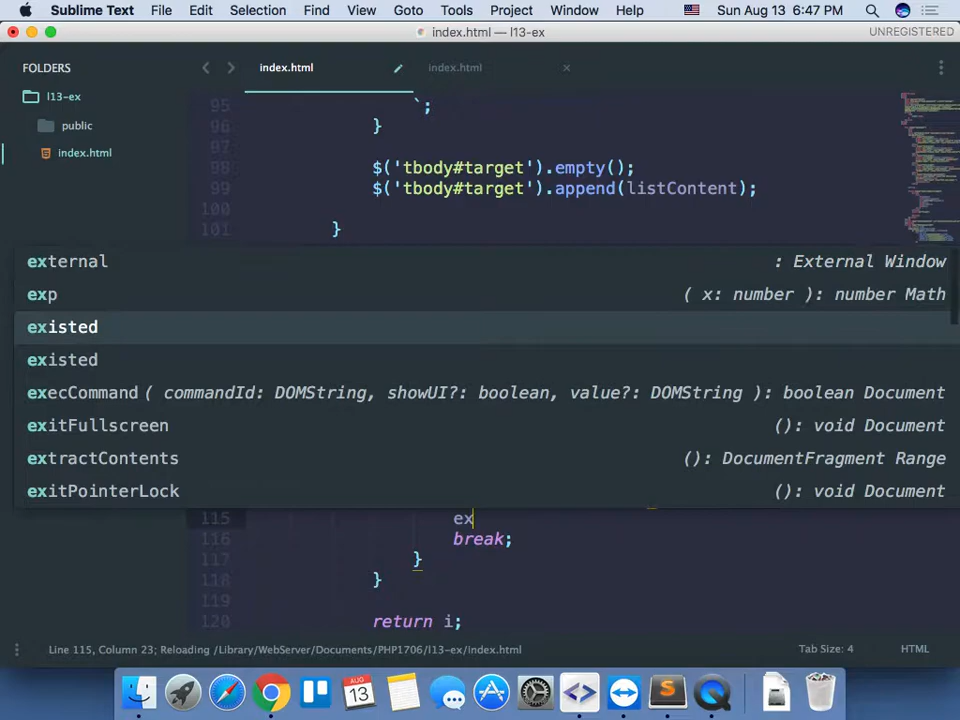 Sublime Text File Edit Selection Find View Goto Tools Project Window Help Sun Aug 13 6:47 PM
index.html — l13-ex UNREGISTERED
FOLDERS
l13-ex
public
index.html
index.html index.html
95 `;
96 }
97
98 $('tbody#target').empty();
99 $('tbody#target').append(listContent);
100
101 }
external : External Window
exp ( x: number ): number Math
existed
existed
execCommand ( commandId: DOMString, showUI?: boolean, value?: DOMString ): boolean Document
exitFullscreen (): void Document
extractContents (): DocumentFragment Range
exitPointerLock (): void Document
115 ex
116 break;
117 }
118 }
119
120 return i;
Line 115, Column 23; Reloading /Library/WebServer/Documents/PHP1706/l13-ex/index.html Tab Size: 4 HTML
AUG
13